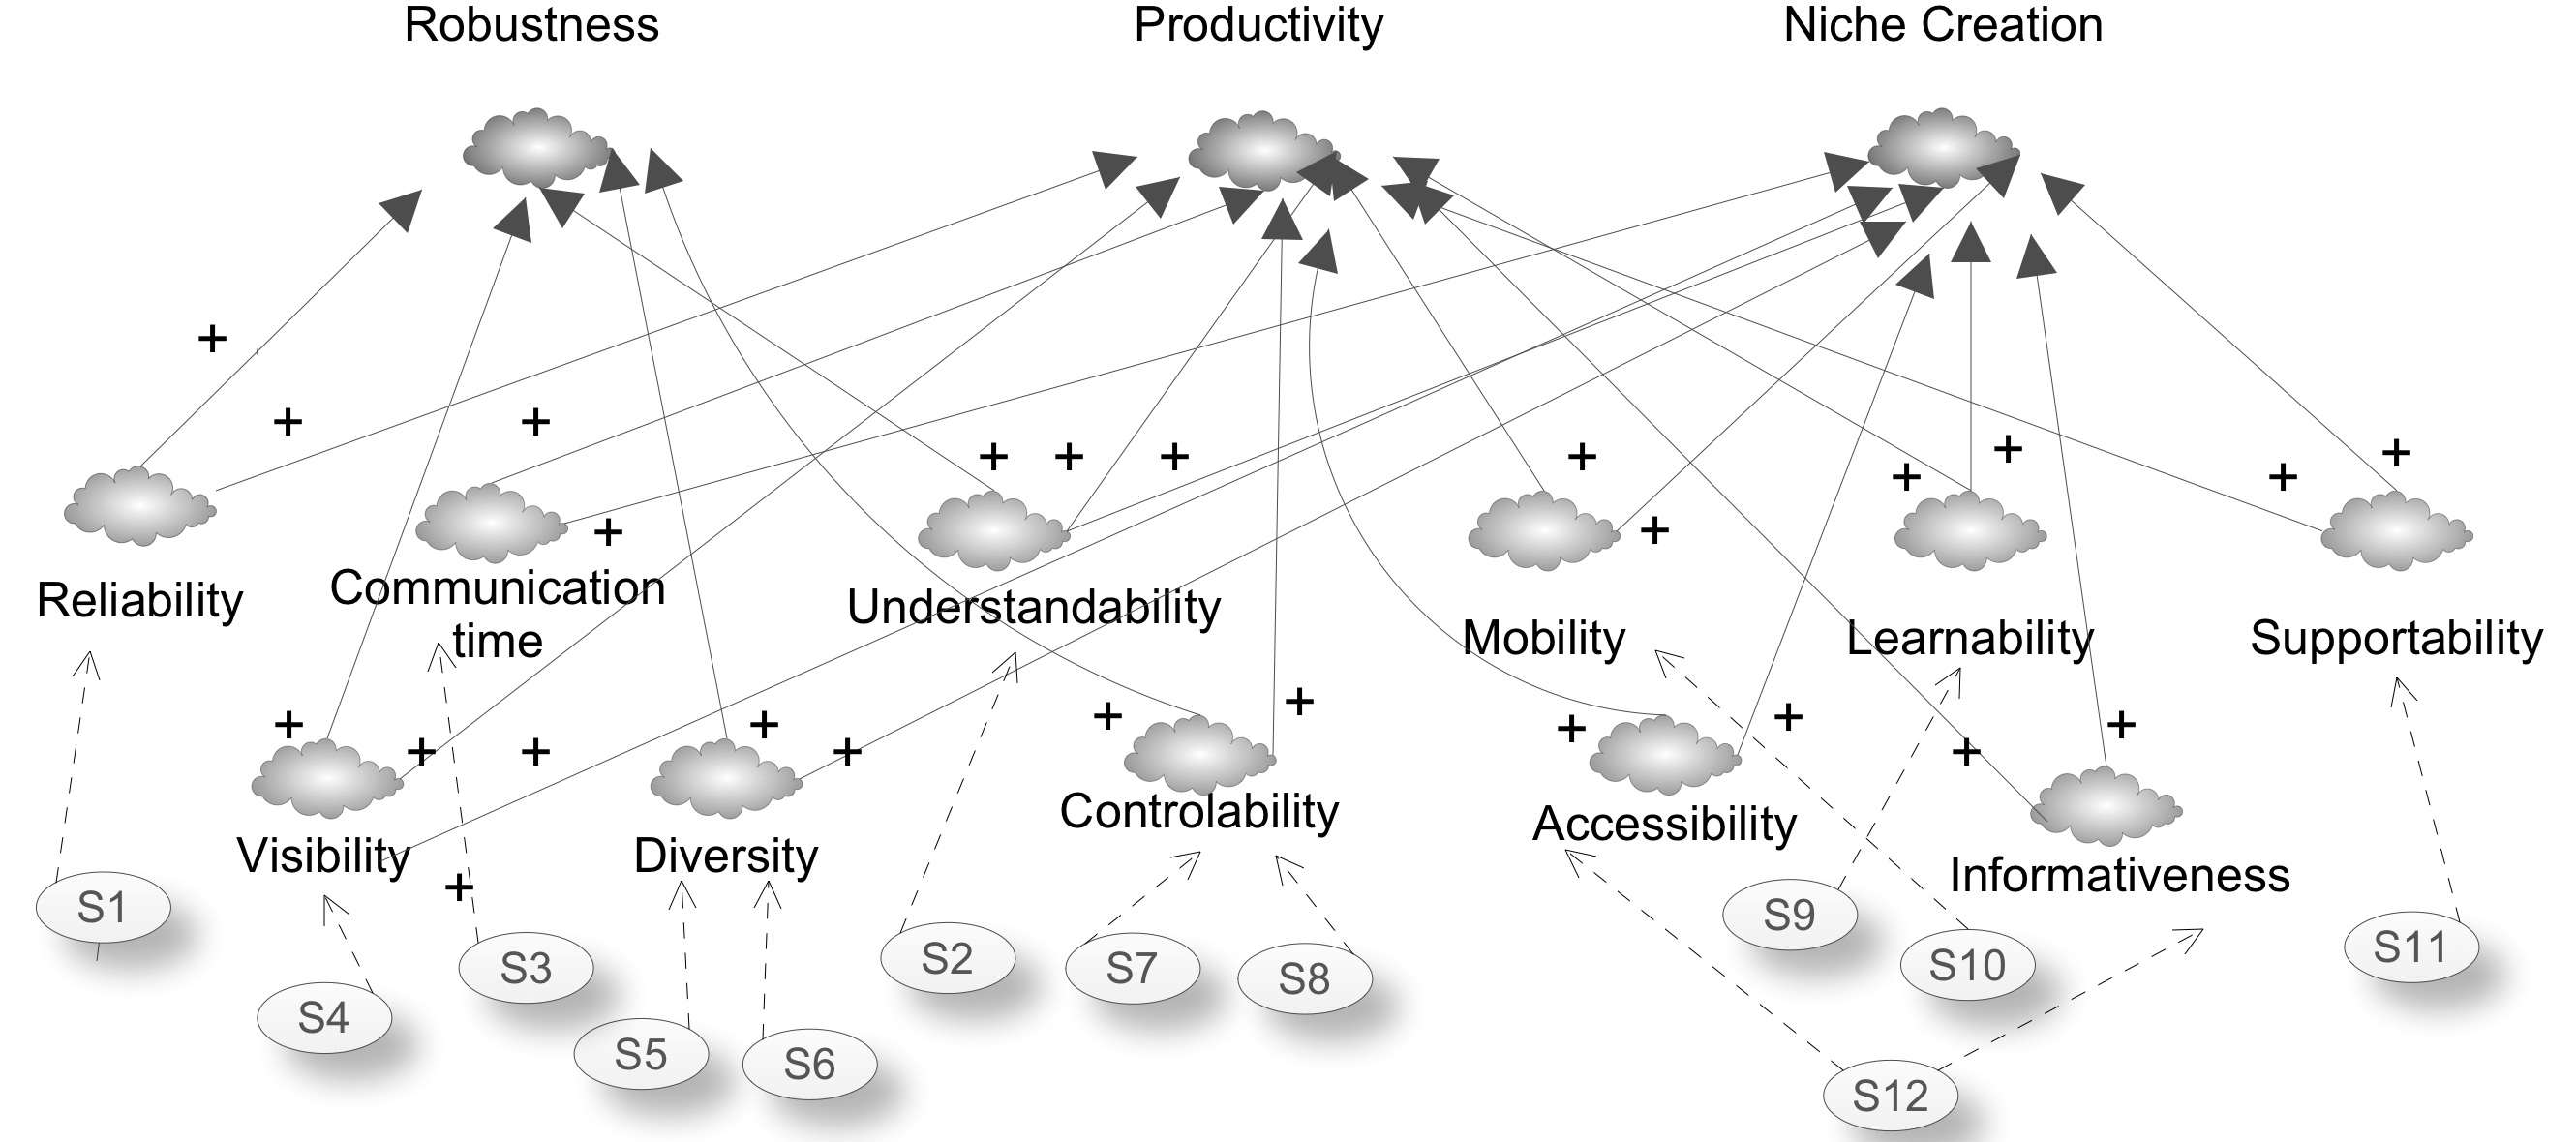 Robustness
Productivity
Niche Creation
+
+
+
+
+
+
+
+
+
+
+
+
+
+
Reliability
Communication
time
Understandability
Mobility
Learnability
Supportability
+
+
+
+
+
+
+
+
+
+
+
Controlability
Accessibility
Visibility
Diversity
Informativeness
+
S1
S9
S11
S2
S3
S7
S10
S8
S4
S5
S6
S12